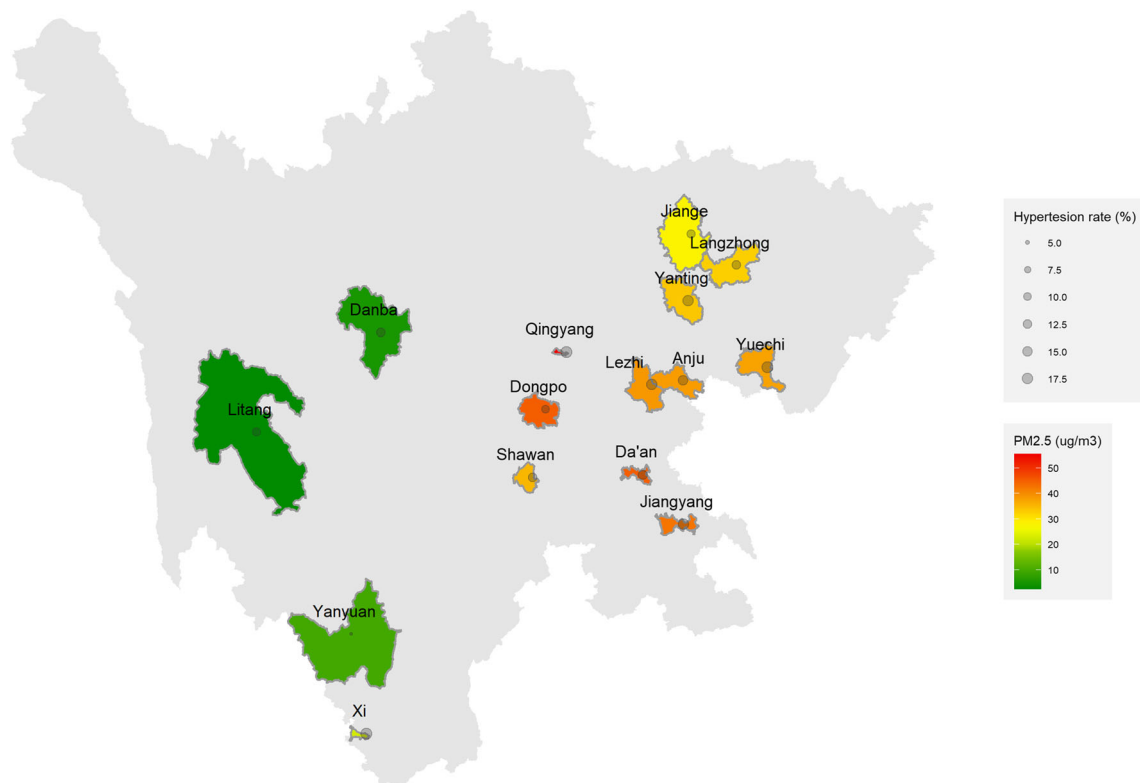 Jiange
Langzhong
Yanting
Danba
Qingyang
Yuechi
Lezhi
Anju
Dongpo
Litang
Shawan
Da'an
Jiangyang
Yanyuan
Xi
Hypertesion rate (%)
5.0
7.5
10.0
12.5
15.0
17.5
PM2.5 (ug/m3)
50
40
30
20
10